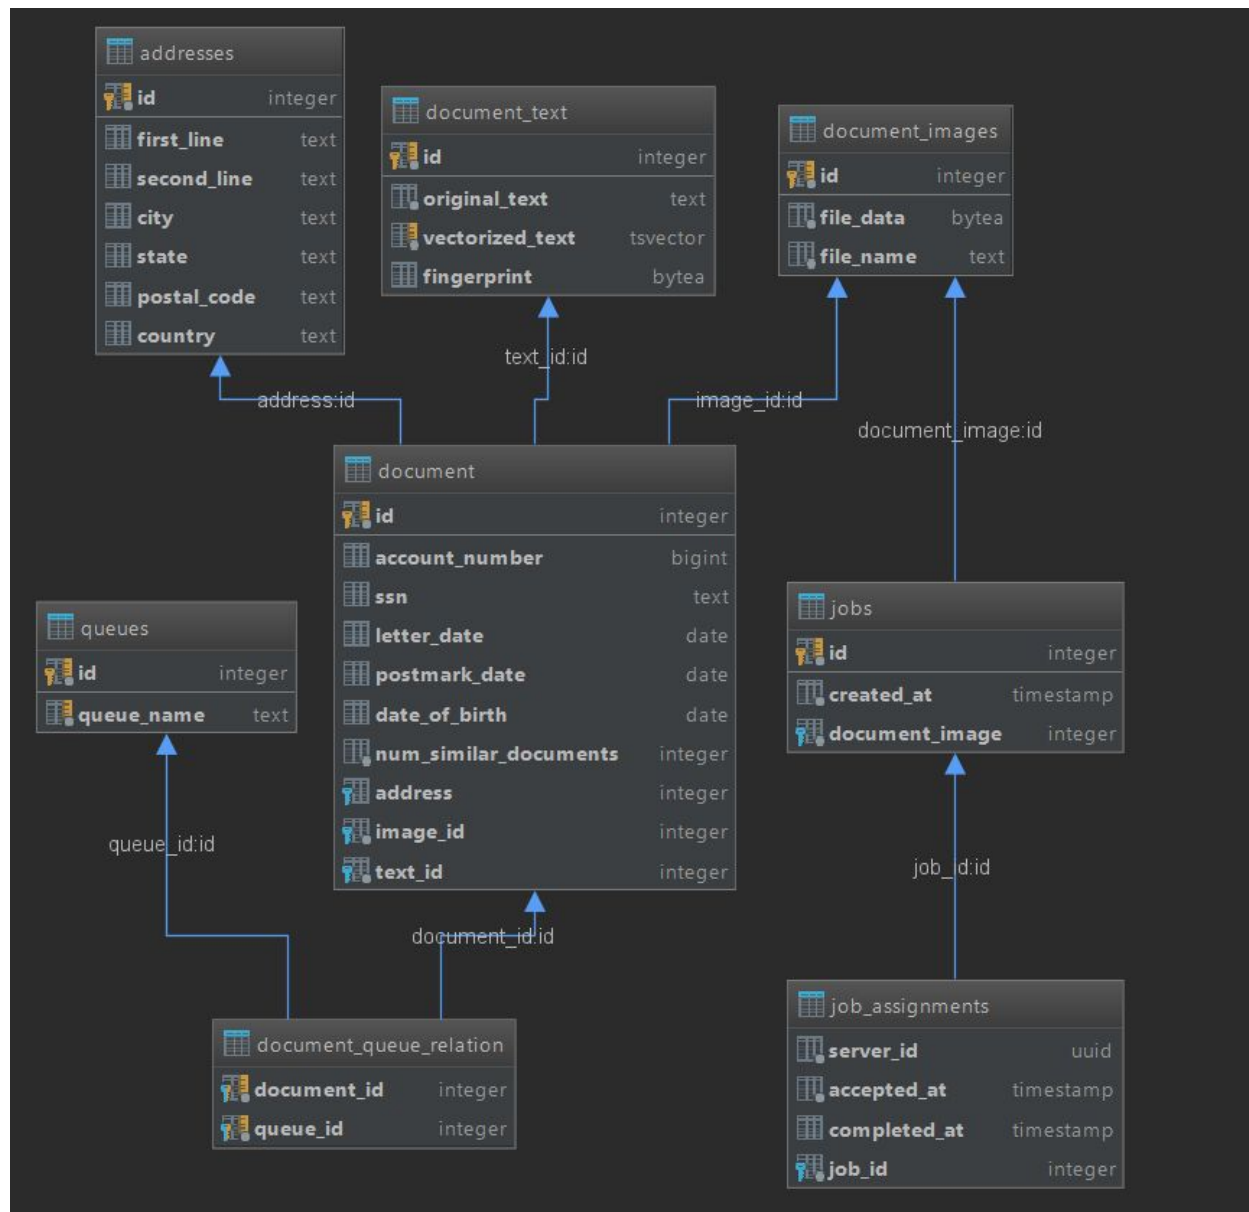 addresses
id integer
first_line text
second_line text
city text
state text
postal_code text
country text
document_text
id integer
original_text text
vectorized_text tsvector
fingerprint bytea
document_images
id integer
file_data bytea
file_name text
text_id:id
address:id
image_id:id
document_image:id
document
id integer
account_number bigint
ssn text
letter_date date
postmark_date date
date_of_birth date
num_similar_documents integer
address integer
image_id integer
text_id integer
queues
id integer
queue_name text
jobs
id integer
created_at timestamp
document_image integer
queue_id:id
document_id:id
job_id:id
document_queue_relation
document_id integer
queue_id integer
job_assignments
server_id uuid
accepted_at timestamp
completed_at timestamp
job_id integer